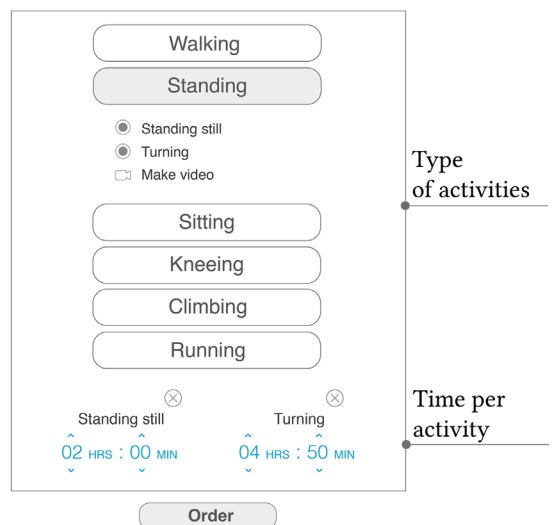 Walking
Standing
Standing still
Turning
Make video
Type
of activities
Sitting
Kneeing
Climbing
Running
Time per
activity
Standing still
Turning
02 HRS : 00 MIN
04 HRS : 50 MIN
Order